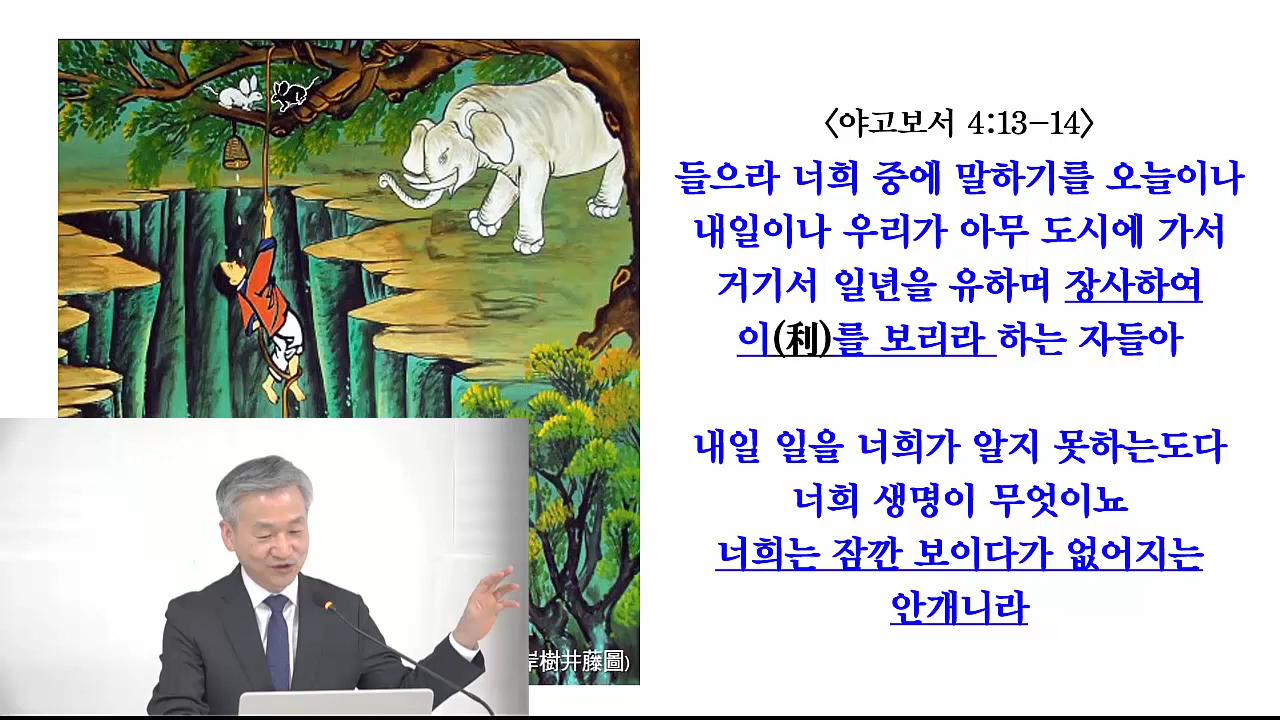 〈야고보서 4:13-14〉
들으라 너희 중에 말하기를 오늘이나
내일이나 우리가 아무 도시에 가서
거기서 일년을 유하며 장사하여
이(利)를 보리라 하는 자들아
내일 일을 너희가 알지 못하는도다
너희 생명이 무엇이뇨
너희는 잠깐 보이다가 없어지는
안개니라
樹井藤圖)